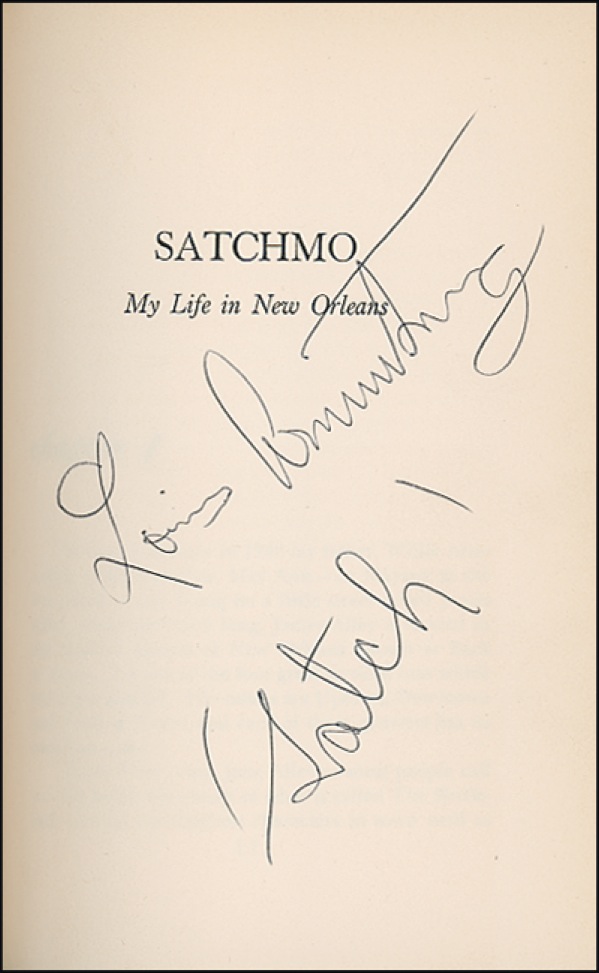 SATCHMO
My Life in New Orleans
Louis Armstrong
"Satch"